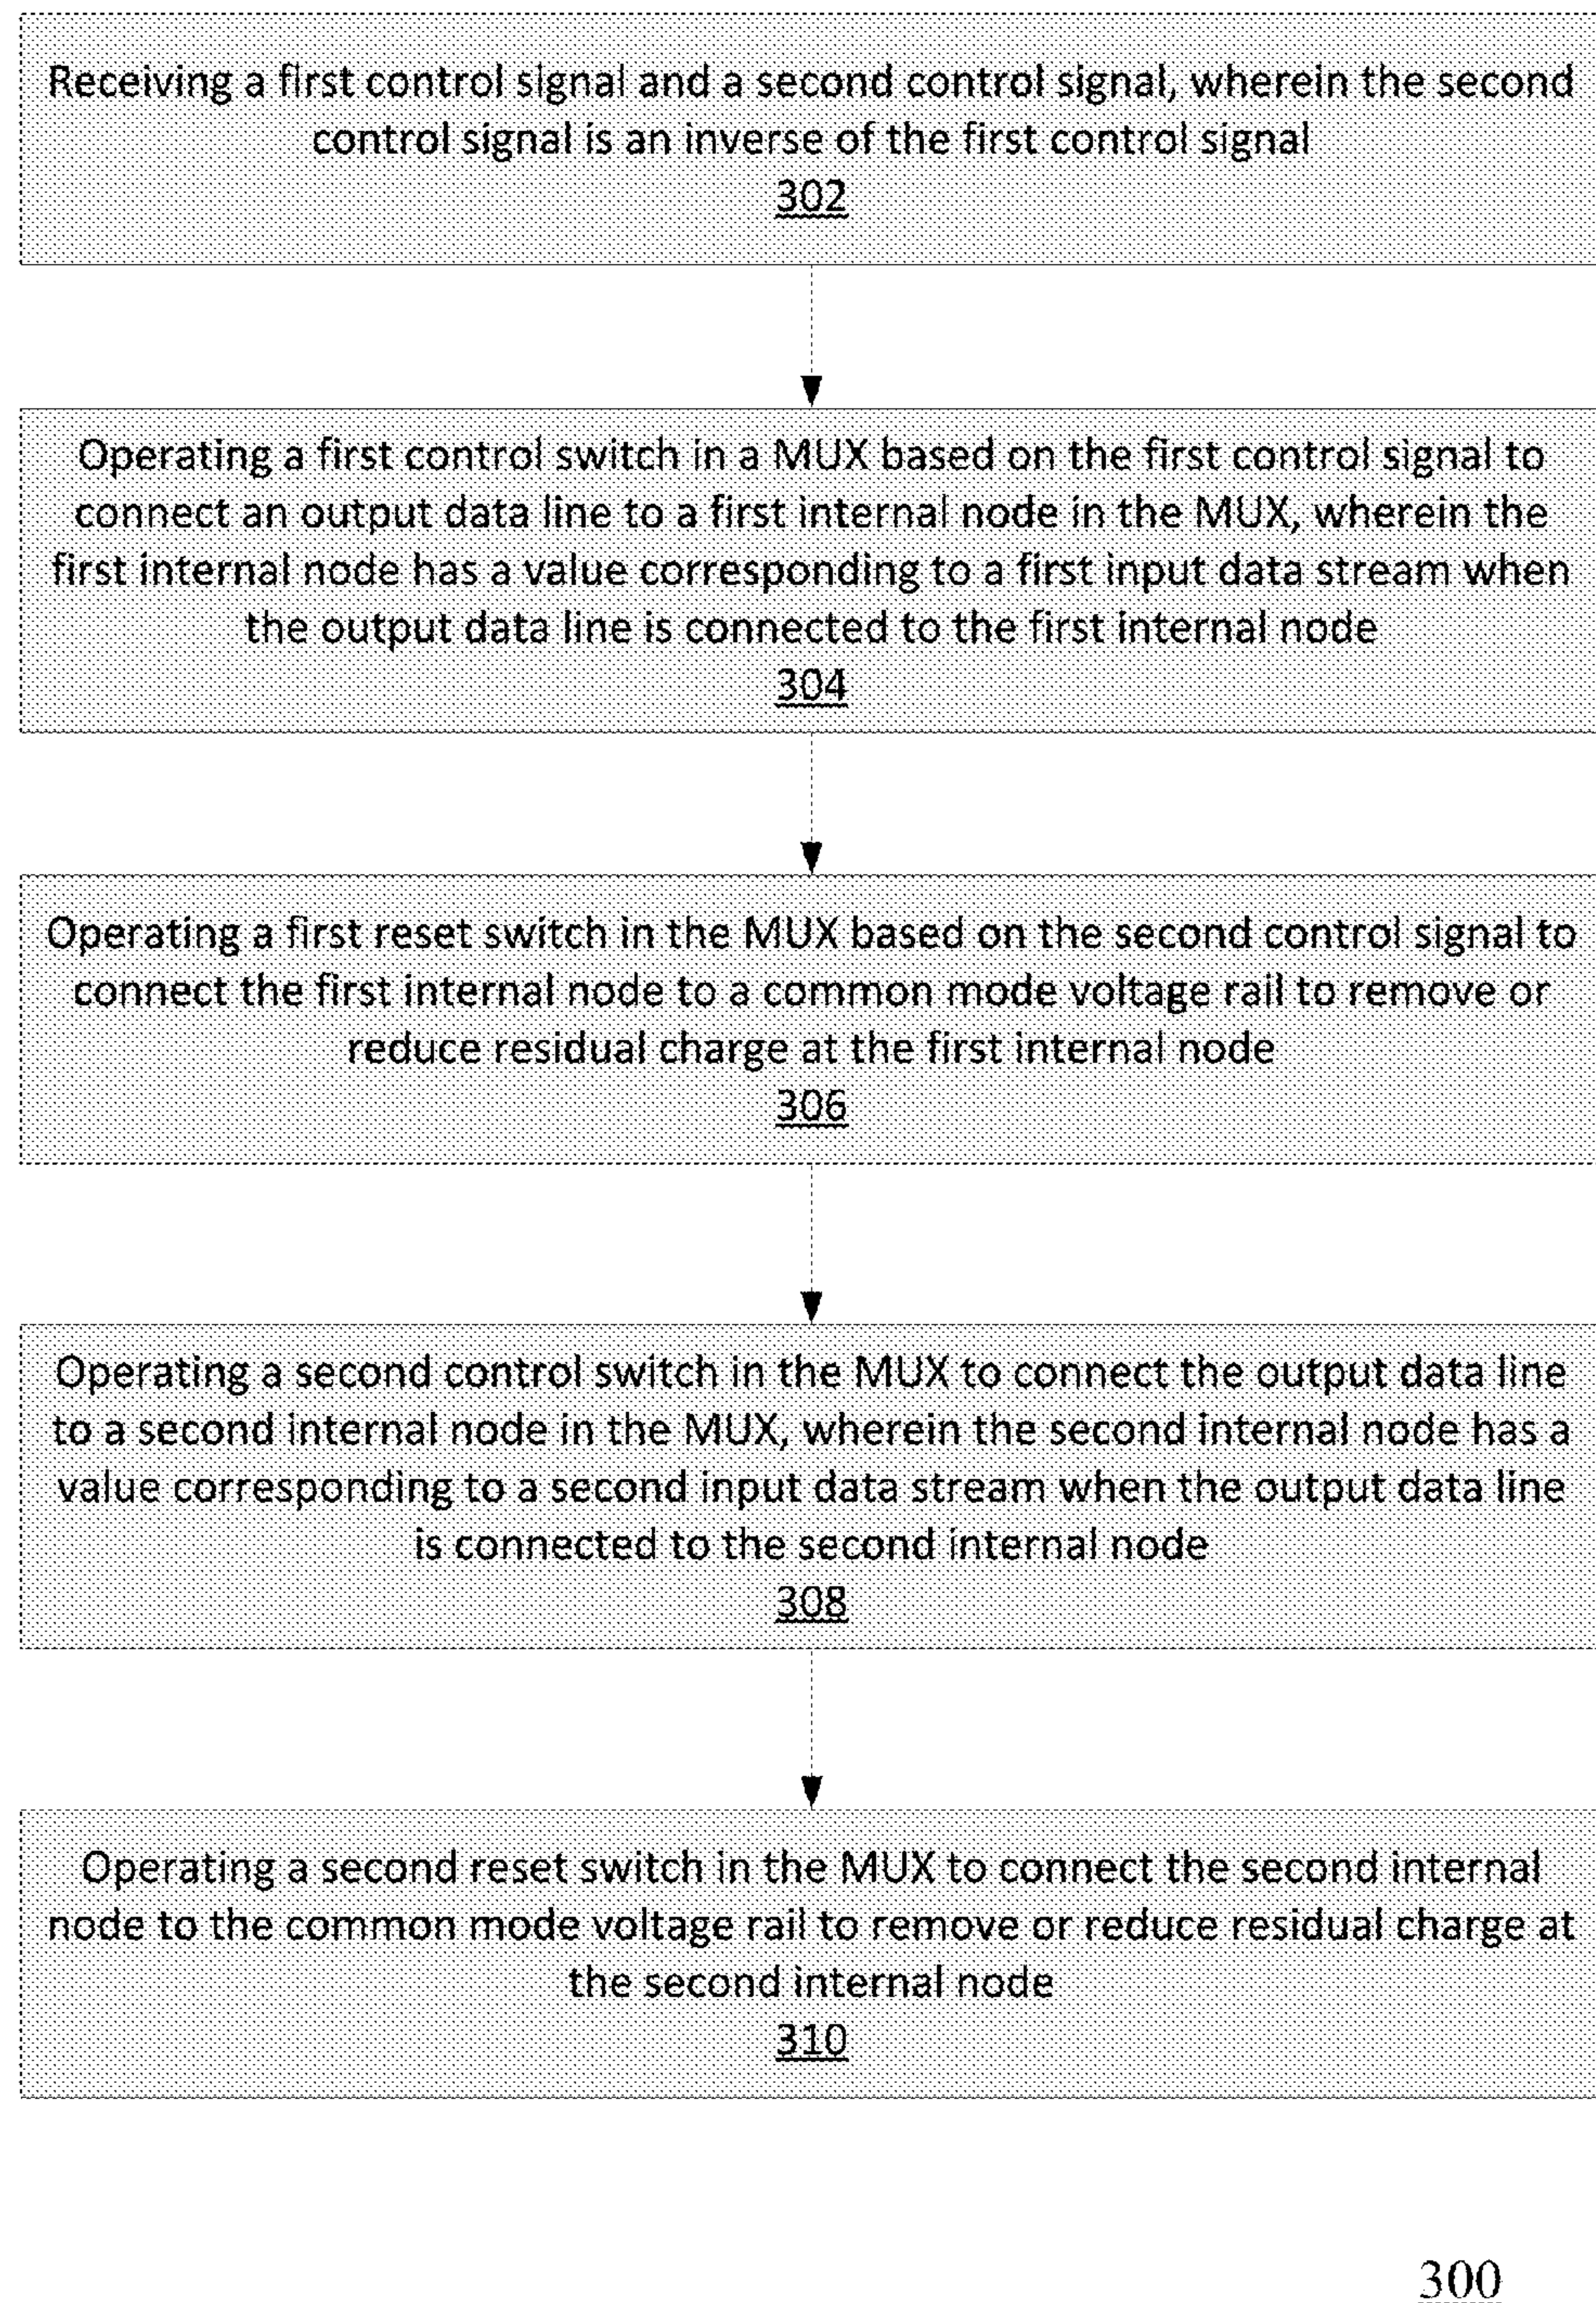 Receiving a first control signal and a second control signal, wherein the second
control signal is an inverse of the first control signal
302
Operating a first control switch in a MUX based on the first control signal to
connect an output data line to a first internal node in the MUX, wherein the
first internal node has a value corresponding to a first input data stream when
the output data line is connected to the first internal node
304
Operating a first reset switch in the MUX based on the second control signal to
connect the first internal node to a common mode voltage rail to remove or
reduce residual charge at the first internal node
306
Operating a second control switch in the MUX to connect the output data line
to a second internal node in the MUX, wherein the second internal node has a
value corresponding to a second input data stream when the output data line
is connected to the second internal node
308
Operating a second reset switch in the MUX to connect the second internal
node to the common mode voltage rail to remove or reduce residual charge at
the second internal node
310
300